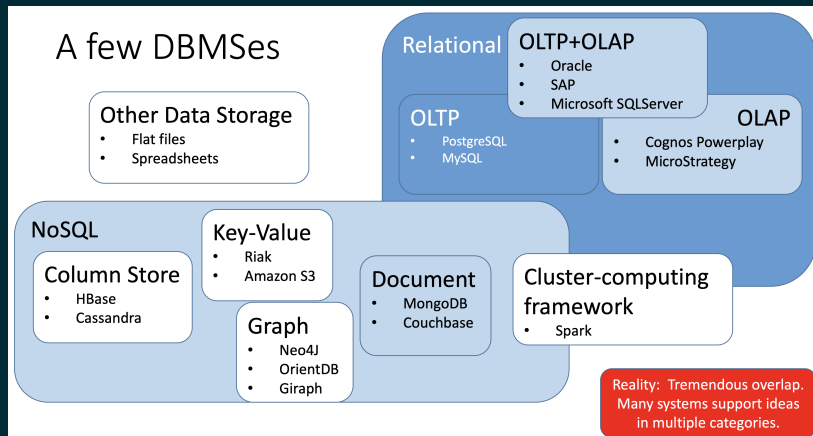 A few DBMSes
Relational
OLTP+OLAP
• Oracle
• SAP
• Microsoft SQLServer
OLTP
• PostgreSQL
• MySQL
OLAP
• Cognos Powerplay
• MicroStrategy
Other Data Storage
• Flat files
• Spreadsheets
NoSQL
Column Store
• HBase
• Cassandra
Key-Value
• Riak
• Amazon S3
Graph
• Neo4J
• OrientDB
• Giraph
Document
• MongoDB
• Couchbase
Cluster-computing
framework
• Spark
Reality: Tremendous overlap.
Many systems support ideas
in multiple categories.